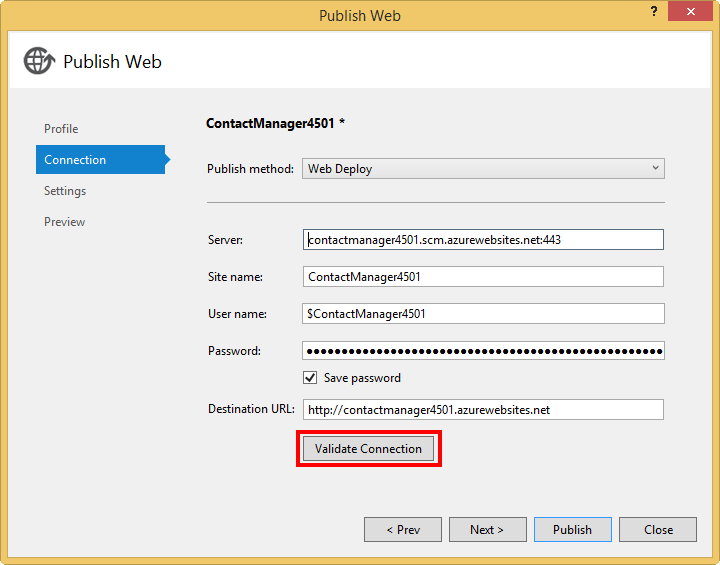 Publish Web
?
Publish Web
Profile
Connection
Settings
Preview
ContactManager4501 *
Publish method: Web Deploy
Server: contactmanager4501.scm.azurewebsites.net:443
Site name: ContactManager4501
User name: $ContactManager4501
Password: ●●●●●●●●●●●●●●●●●●●●●●●●●●●●●●●●●●●●●●●●●●●●●●●●●●●
Save password
Destination URL: http://contactmanager4501.azurewebsites.net
Validate Connection
< Prev Next > Publish Close